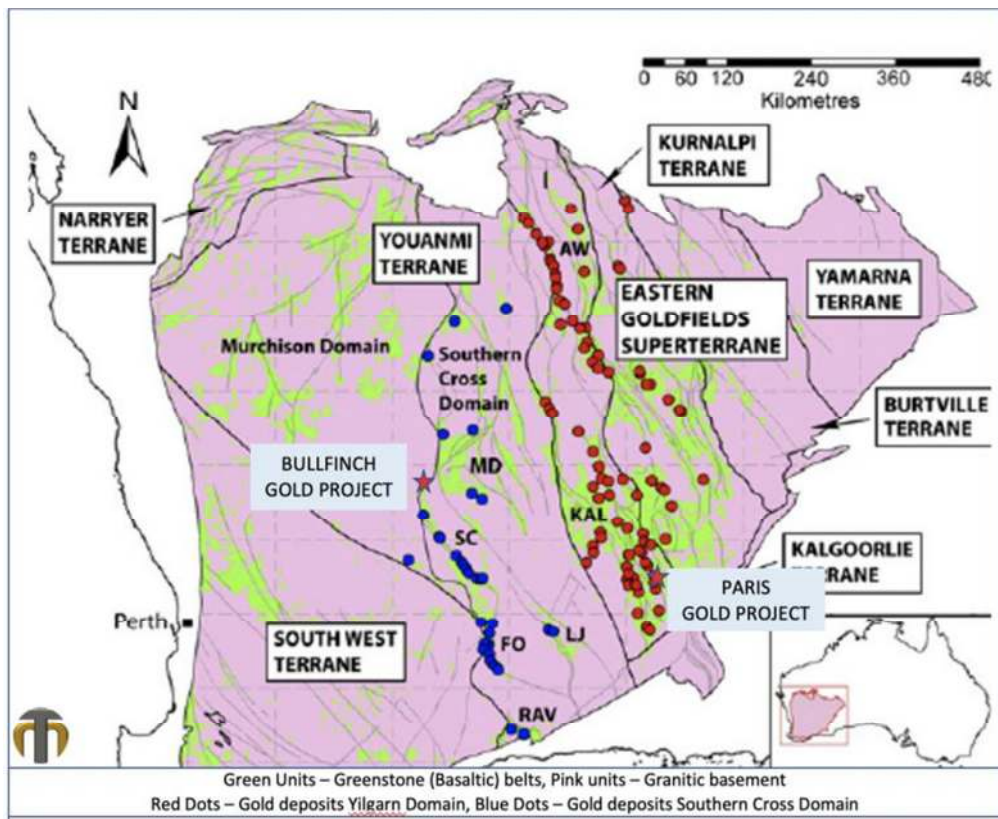 0 60 120 240 360 480
Kilometres
N
KURNALPI
TERRANE
NARRYER
TERRANE
YOUANMI
TERRANE
I
AW
EASTERN
GOLDFIELDS
SUPERTERRANE
YAMARNA
TERRANE
Murchison Domain
Southern
Cross
Domain
BURTVILLE
TERRANE
BULLFINCH
GOLD PROJECT
MD
KAL
SC
KALGOORLIE
TERRANE
PARIS
GOLD PROJECT
Perth
SOUTH WEST
TERRANE
FO
LJ
RAV
Green Units – Greenstone (Basaltic) belts, Pink units – Granitic basement
Red Dots – Gold deposits Yilgarn Domain, Blue Dots – Gold deposits Southern Cross Domain